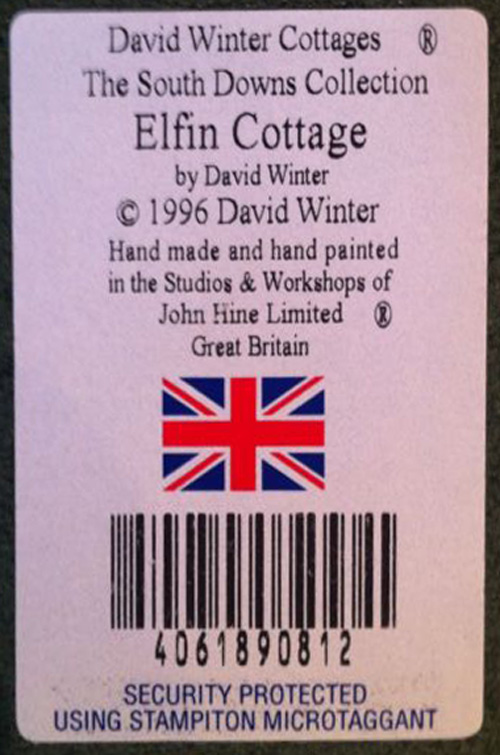 David Winter Cottages ®
The South Downs Collection
Elfin Cottage
by David Winter
© 1996 David Winter
Hand made and hand painted
in the Studios & Workshops of
John Hine Limited ®
Great Britain
4061890812
SECURITY PROTECTED
USING STAMPITON MICROTAGGANT